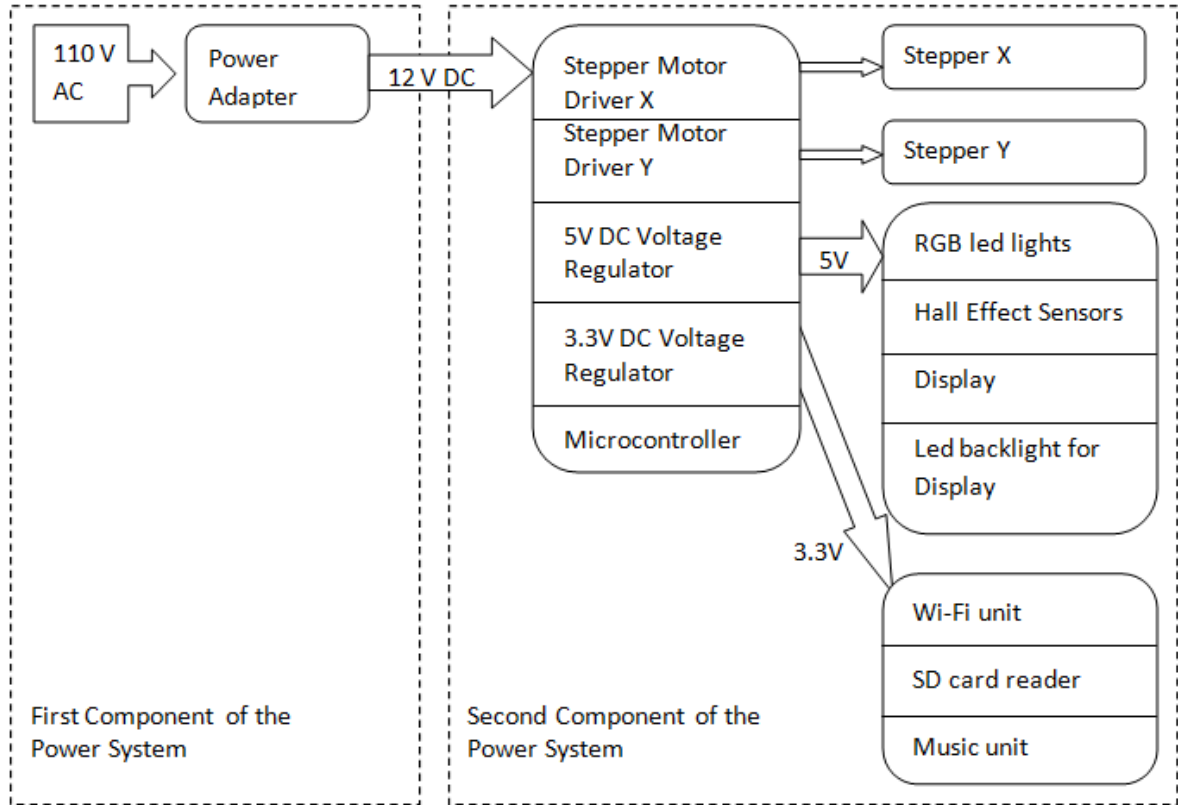 110 V
AC
Power
Adapter
12 V DC
Stepper Motor
Driver X
Stepper Motor
Driver Y
5V DC Voltage
Regulator
3.3V DC Voltage
Regulator
Microcontroller
Stepper X
Stepper Y
5V
RGB led lights
Hall Effect Sensors
Display
Led backlight for
Display
3.3V
Wi-Fi unit
SD card reader
Music unit
First Component of the
Power System
Second Component of the
Power System